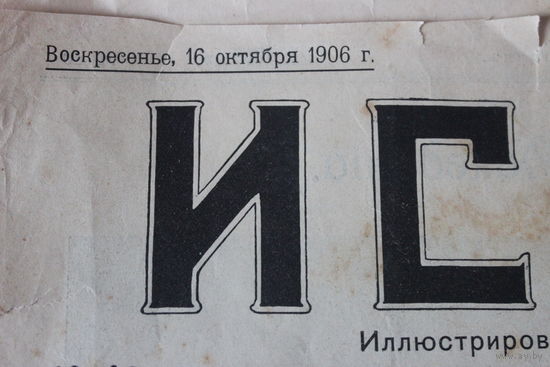 Воскресенье, 16 октября 1906 г.
ИС
Иллюстриров